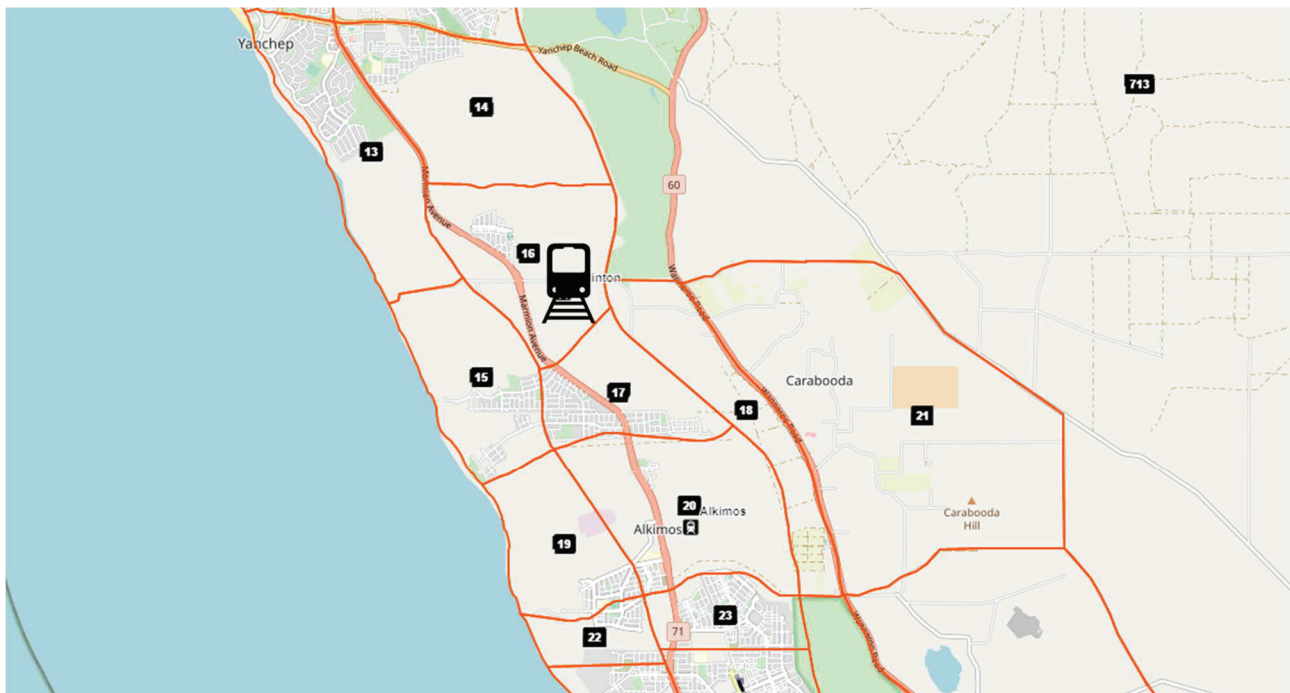 Yanchep
Yanchep Beach Road
713
14
13
Marmion Avenue
60
16
inton
Wanneroo Road
Marmion Avenue
Carabooda
15
17
18
Wanneroo Road
21
20
Alkimos
Alkimos
Carabooda
Hill
19
23
22
71
Wanneroo Road